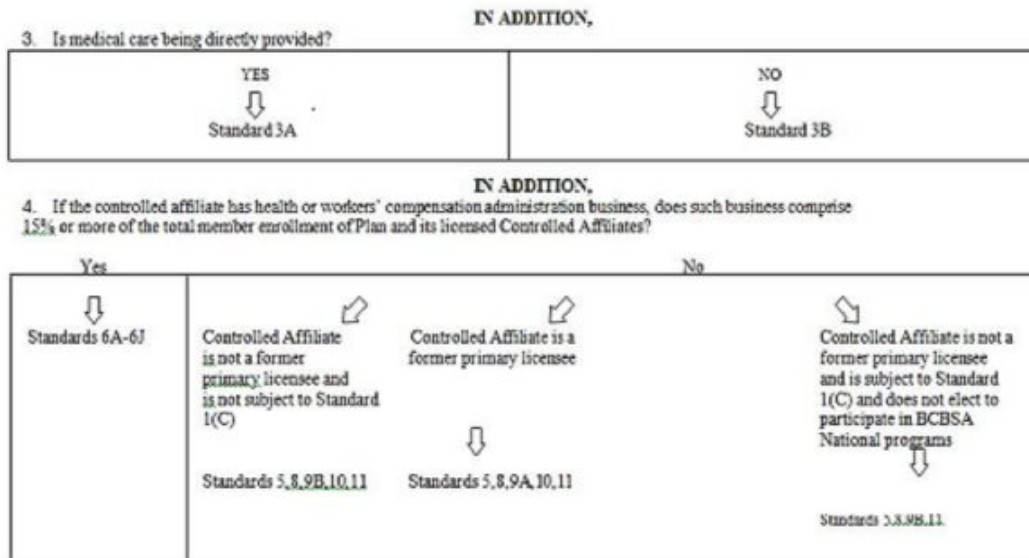 IN ADDITION,
3. Is medical care being directly provided?
YES
NO
Standard 3A
Standard 3B
IN ADDITION,
4. If the controlled affiliate has health or workers' compensation administration business, does such business comprise
15% or more of the total member enrollment of Plan and its licensed Controlled Affiliates?
Yes
No
Standards 6A-6J
Controlled Affiliate
is not a former
primary licensee and
is not subject to Standard
1(C)
Standards 5,8,9B,10,11
Controlled Affiliate is a
former primary licensee
Standards 5,8,9A,10,11
Controlled Affiliate is not a
former primary licensee
and is subject to Standard
1(C) and does not elect to
participate in BCBSA
National programs
Standards 5,8,9B,11